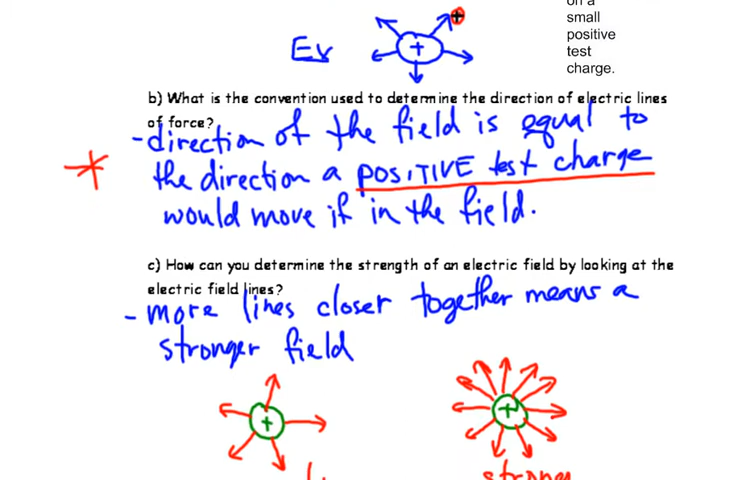 on a
small
positive
test
charge.
+
Ex
+
b) What is the convention used to determine the direction of electric lines
of force?
- direction of the field is equal to
* the direction a POSITIVE test charge
would move if in the field.
c) How can you determine the strength of an electric field by looking at the
electric field lines?
- more lines closer together means a
stronger field
+
+